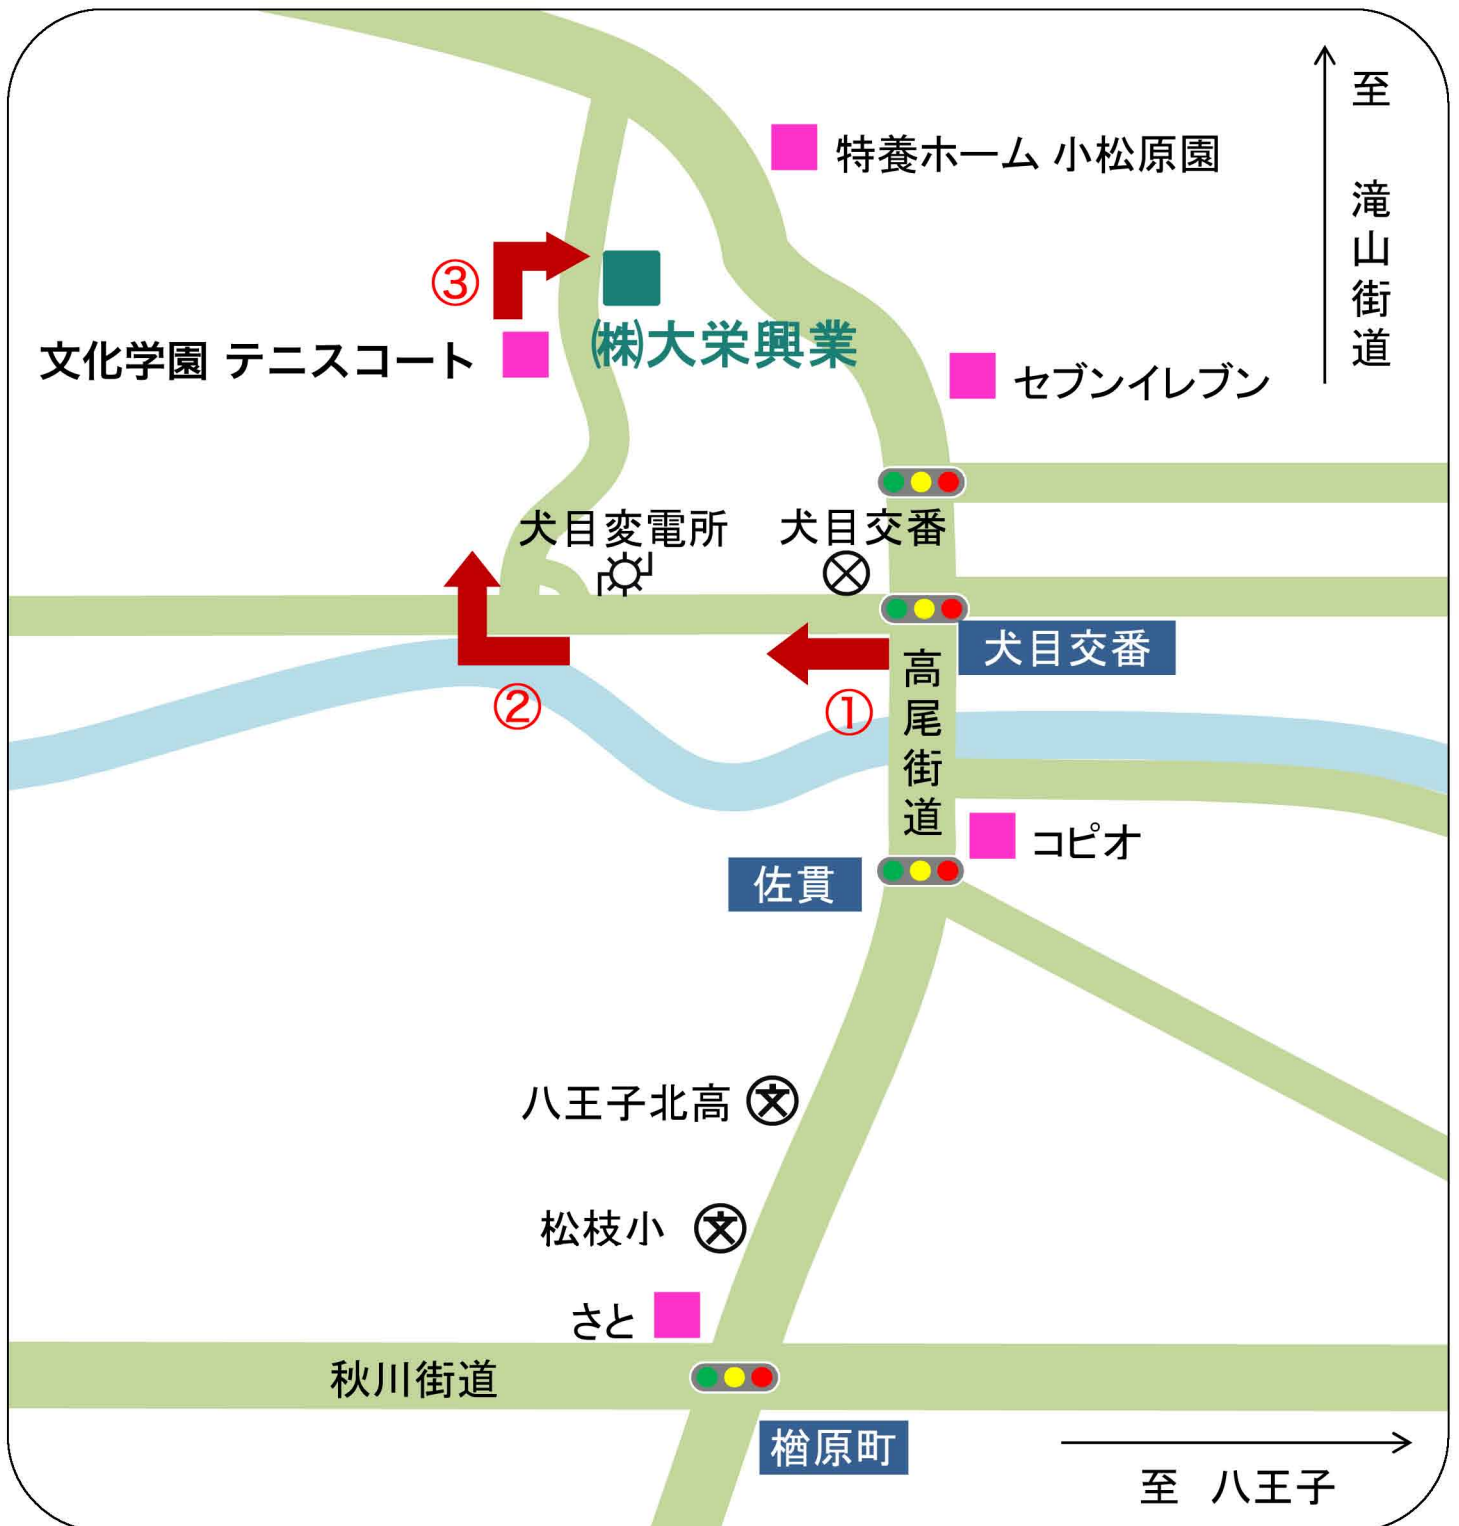 至 滝山街道
特養ホーム 小松原園
③
㈱大栄興業
文化学園 テニスコート
セブンイレブン
犬目変電所
犬目交番
犬目交番
高尾街道
②
①
コピオ
佐貫
八王子北高
文
松枝小
文
さと
秋川街道
楢原町
至 八王子